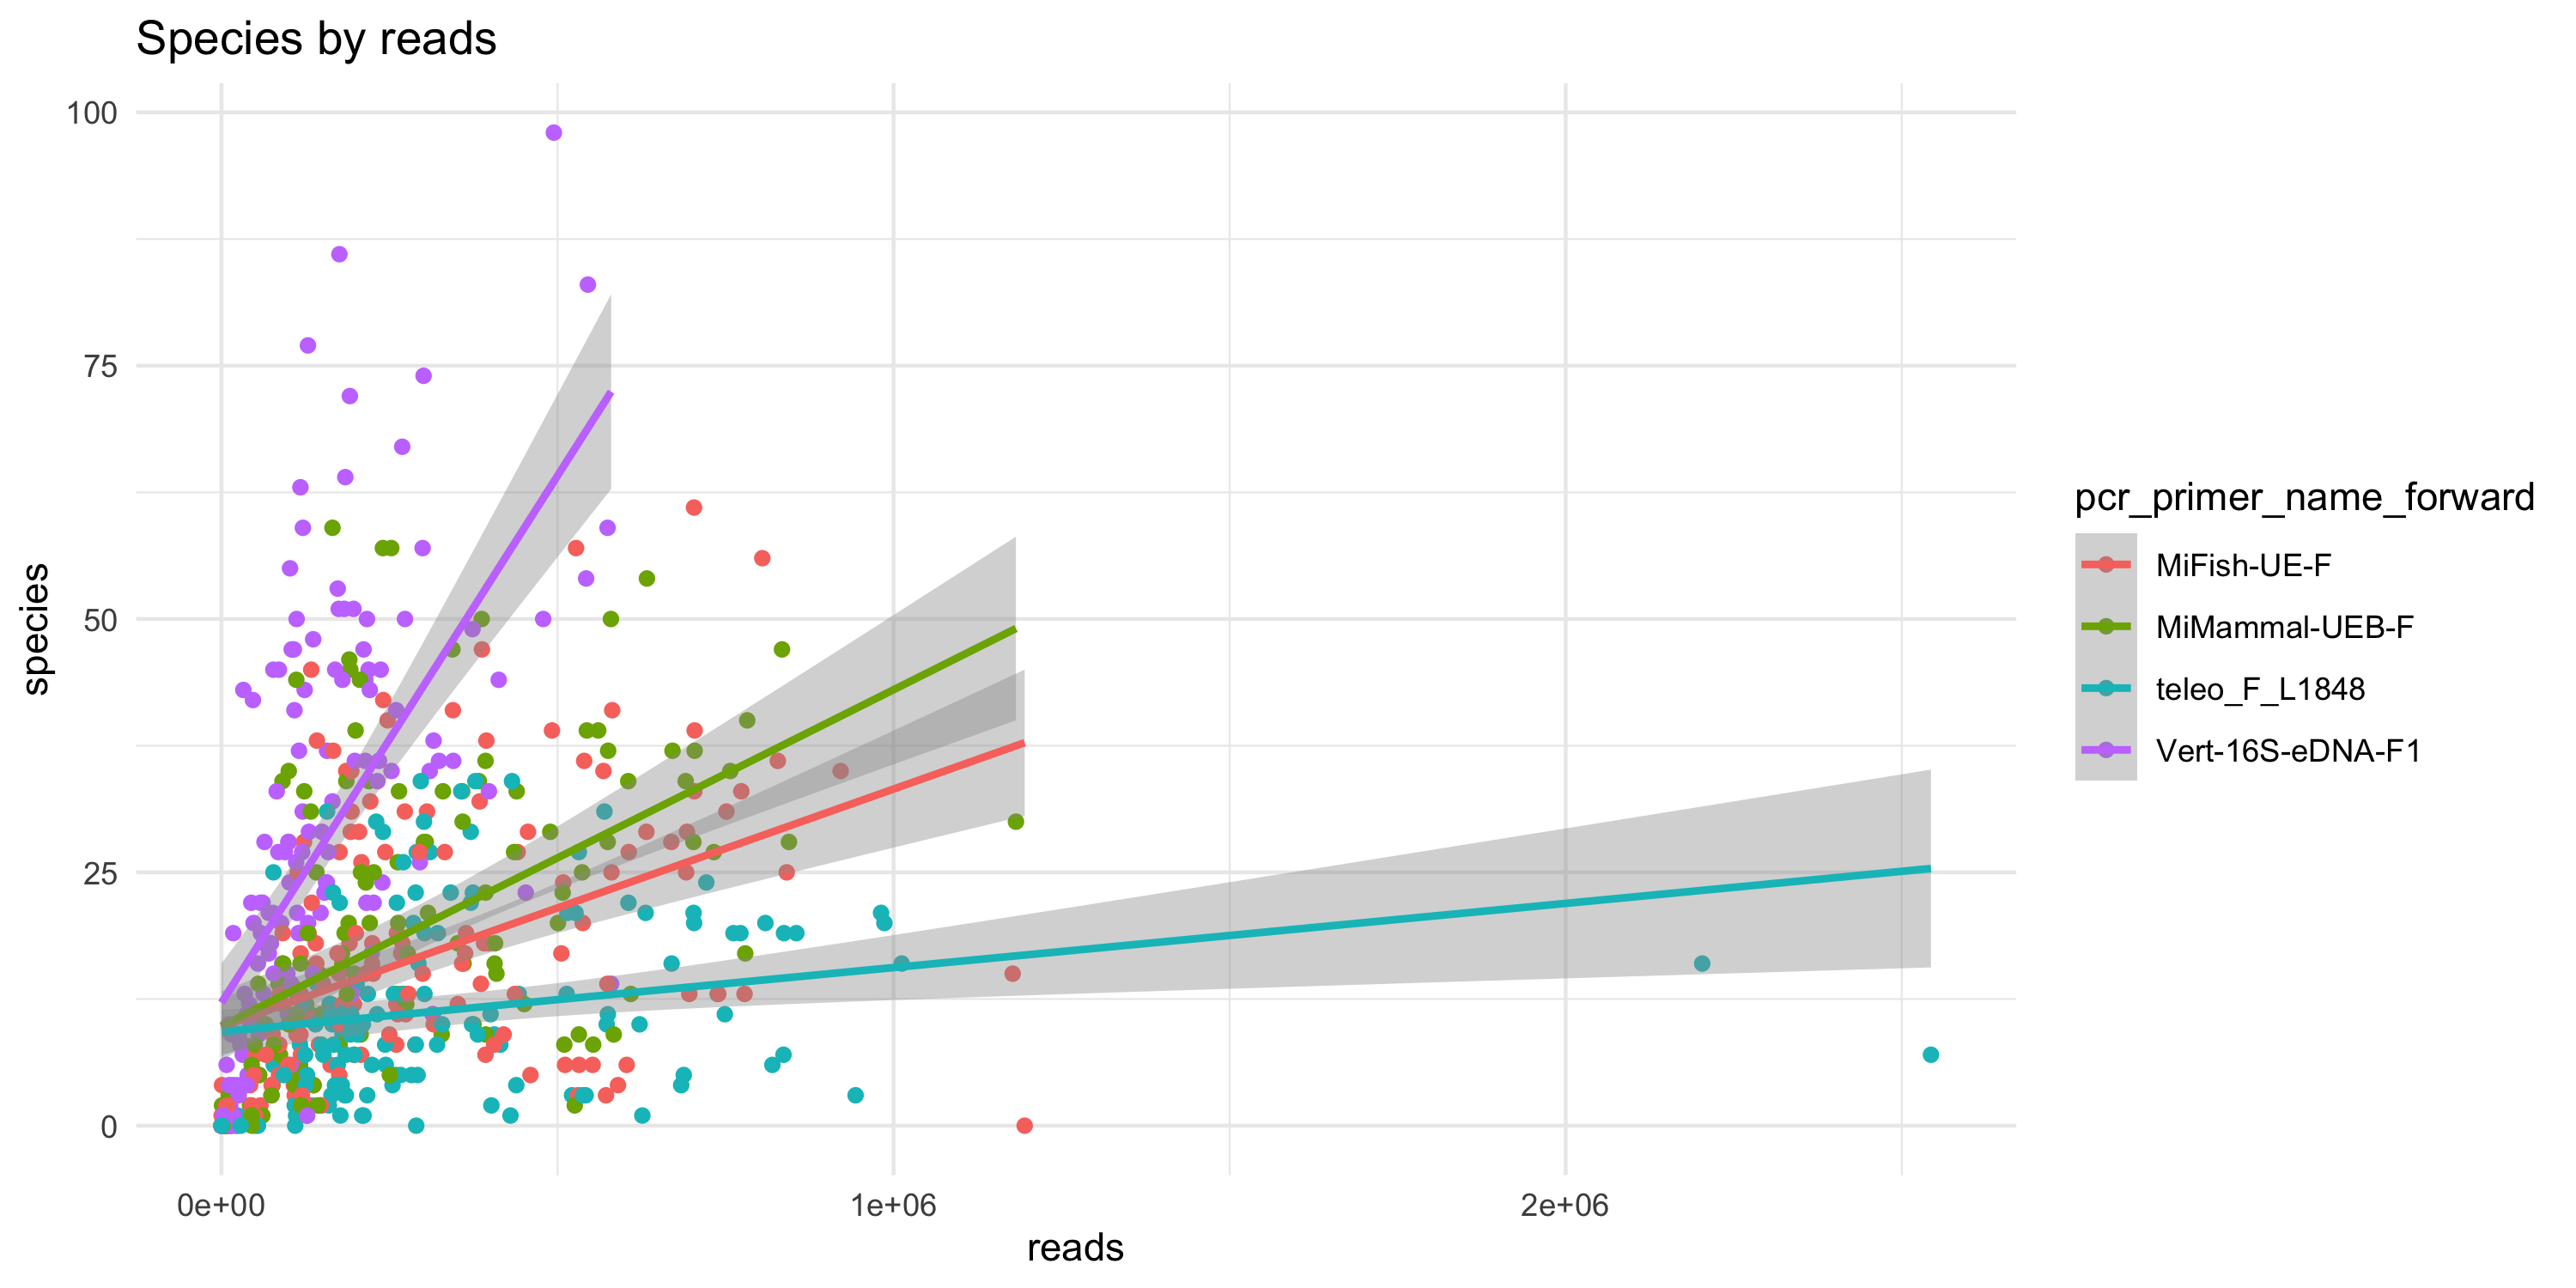 Species by reads
100
75
50
25
0
species
0e+00
1e+06
2e+06
reads
pcr_primer_name_forward
MiFish-UE-F
MiMammal-UEB-F
teleo_F_L1848
Vert-16S-eDNA-F1